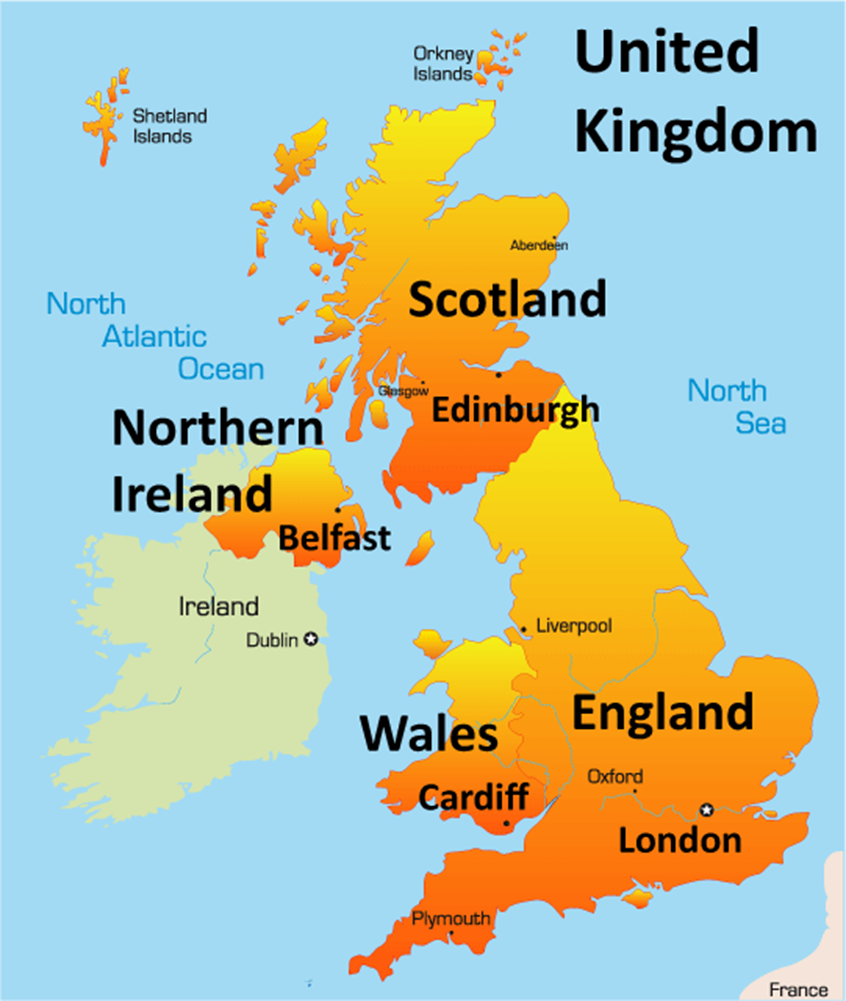 Orkney
Islands
United
Kingdom
Shetland
Islands
Aberdeen
Scotland
North
Atlantic
Ocean
Glasgow
Edinburgh
North
Sea
Northern
Ireland
Belfast
Ireland
Dublin
Liverpool
Wales
England
Cardiff
Oxford
London
Plymouth
France